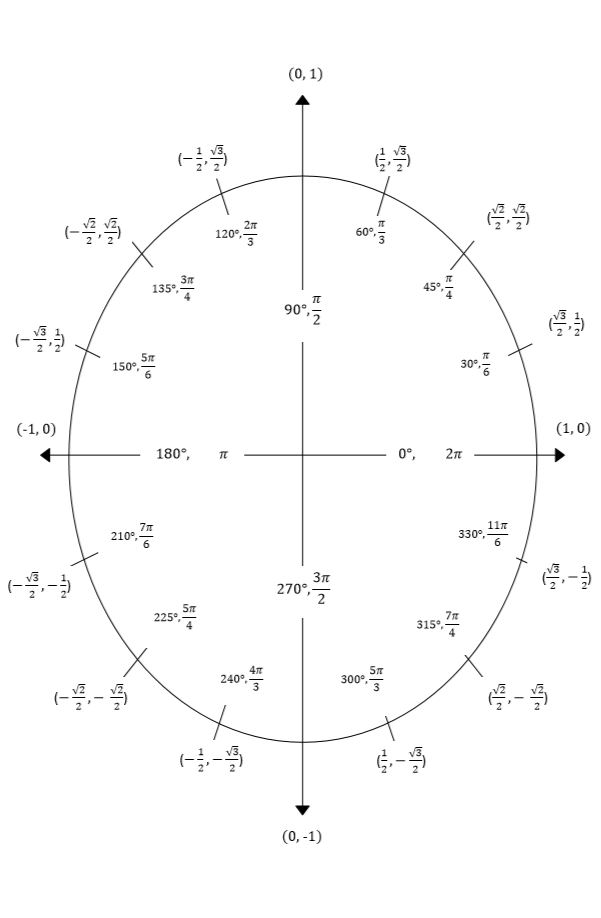 (0, 1)
(−1/2, √3/2)
(1/2, √3/2)
(−√2/2, √2/2)
(√2/2, √2/2)
120°, 2π/3
60°, π/3
135°, 3π/4
45°, π/4
90°, π/2
(−√3/2, 1/2)
(√3/2, 1/2)
150°, 5π/6
30°, π/6
(-1, 0)
(1, 0)
180°, π
0°, 2π
210°, 7π/6
330°, 11π/6
(−√3/2, −1/2)
(√3/2, −1/2)
270°, 3π/2
225°, 5π/4
315°, 7π/4
240°, 4π/3
300°, 5π/3
(−√2/2, −√2/2)
(√2/2, −√2/2)
(−1/2, −√3/2)
(1/2, −√3/2)
(0, -1)